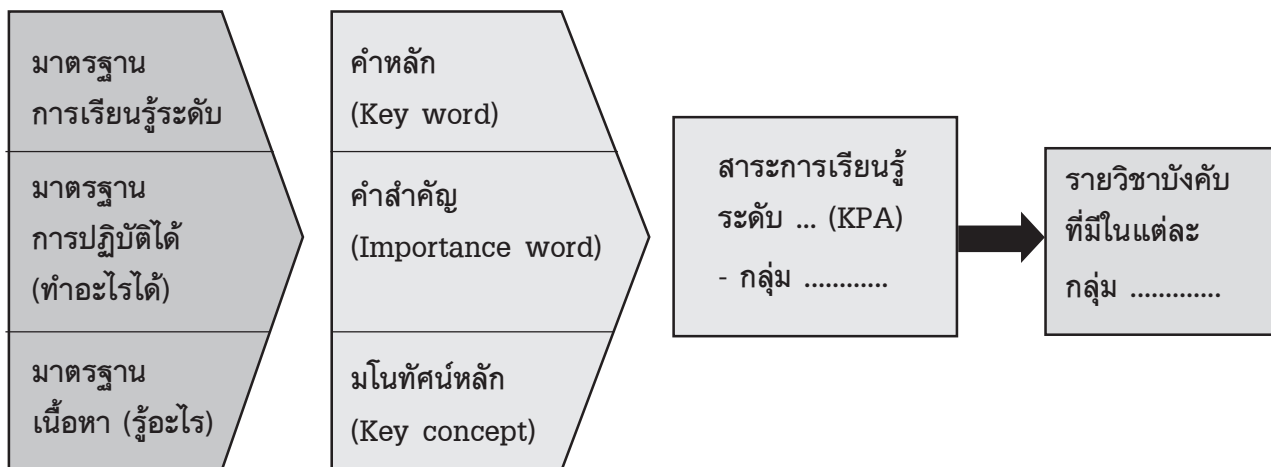 มาตรฐาน
การเรียนรู้ระดับ
มาตรฐาน
การปฏิบัติได้
(ทำอะไรได้)
มาตรฐาน
เนื้อหา (รู้อะไร)
คำหลัก
(Key word)
คำสำคัญ
(Importance word)
มโนทัศน์หลัก
(Key concept)
สาระการเรียนรู้
ระดับ ... (KPA)
- กลุ่ม ............
รายวิชาบังคับ
ที่มีในแต่ละ
กลุ่ม .............